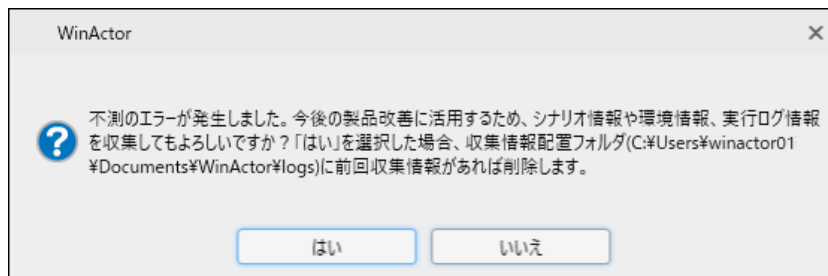 WinActor
不測のエラーが発生しました。今後の製品改善に活用するため、シナリオ情報や環境情報、実行ログ情報
を収集してもよろしいですか？「はい」を選択した場合、収集情報配置フォルダ(C:¥Users¥winactor01
¥Documents¥WinActor¥logs)に前回収集情報があれば削除します。
はい
いいえ